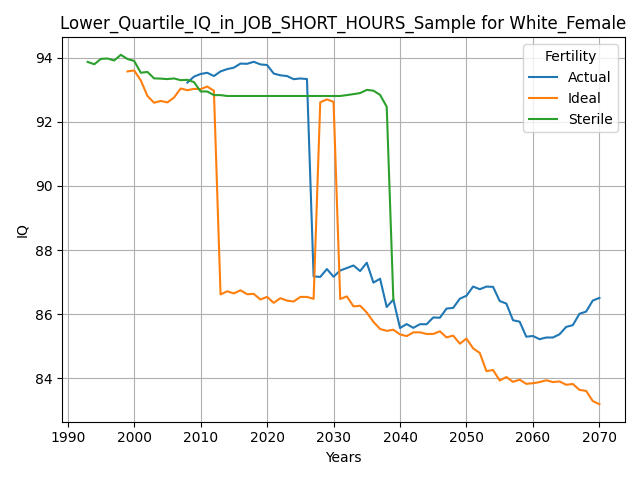 Lower_Quartile_IQ_in_JOB_SHORT_HOURS_Sample for White_Female
Fertility
Actual
Ideal
Sterile
94
92
90
88
86
84
IQ
1990 2000 2010 2020 2030 2040 2050 2060 2070
Years